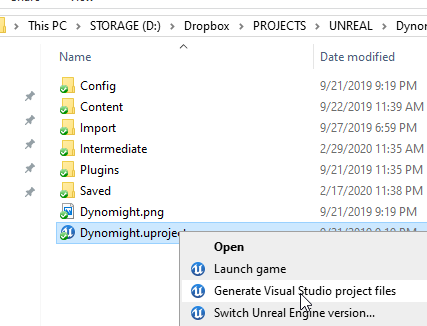 This PC > STORAGE (D:) > Dropbox > PROJECTS > UNREAL >
Name Date modified
Config 9/21/2019 9:19 PM
Content 9/22/2019 11:39 AM
Import 9/27/2019 6:59 PM
Intermediate 2/29/2020 11:35 AM
Plugins 9/21/2019 11:35 PM
Saved 2/17/2020 11:38 PM
Dynomight.png 9/21/2019 9:19 PM
Dynomight.uproject
Open
Launch game
Generate Visual Studio project files
Switch Unreal Engine version...